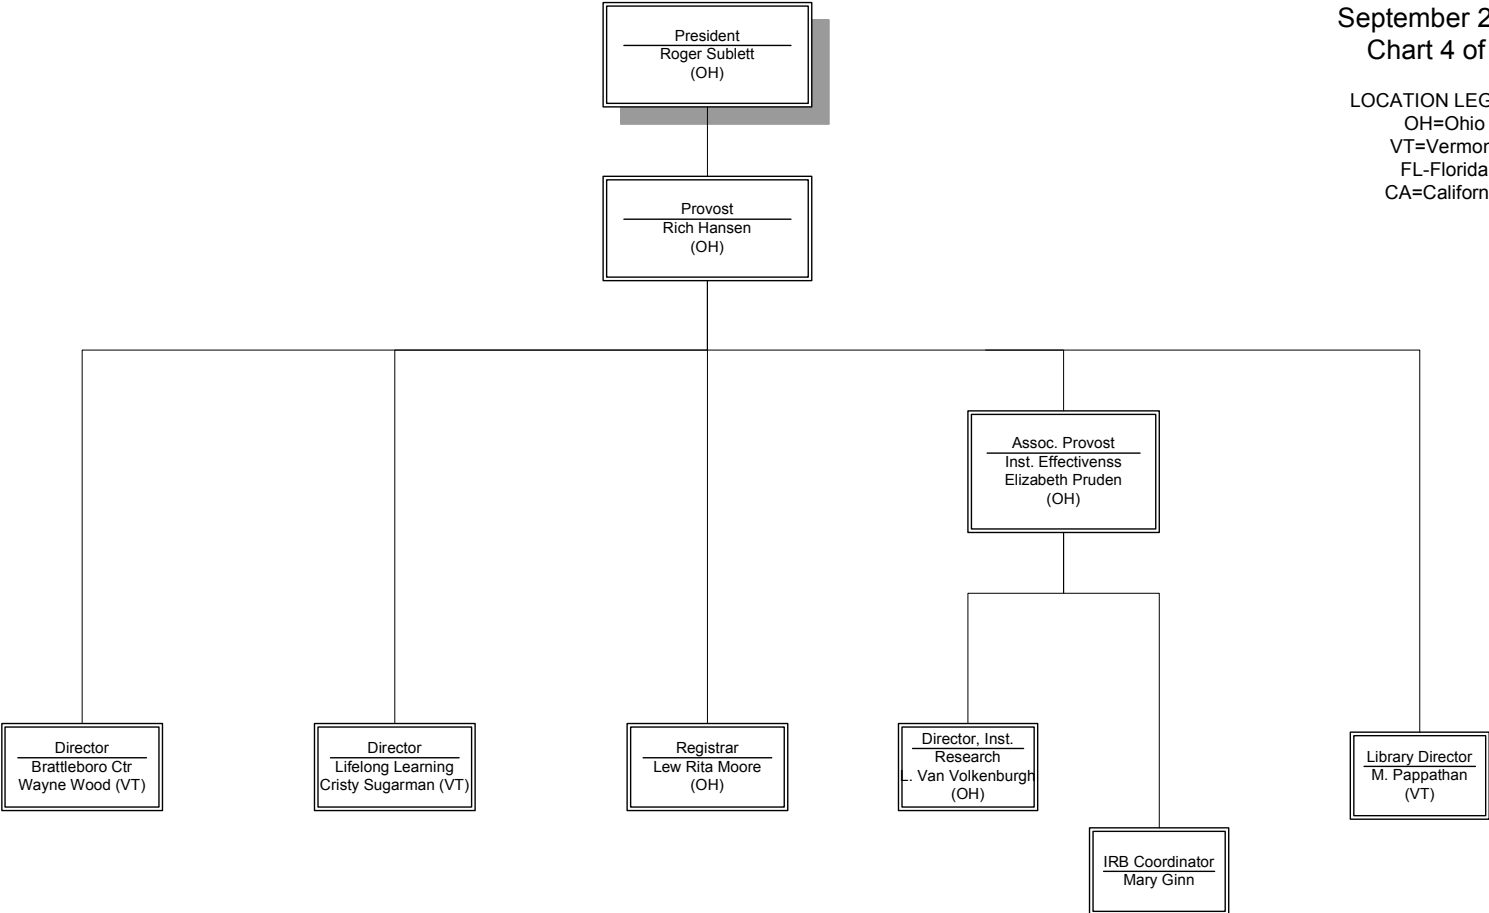 President
Roger Sublett
(OH)
September 2
Chart 4 of
LOCATION LEG
OH=Ohio
VT=Vermor
FL-Florida
CA=Californ
Provost
Rich Hansen
(OH)
Assoc. Provost
Inst. Effectivenss
Elizabeth Pruden
(OH)
Director
Brattleboro Ctr
Wayne Wood (VT)
Director
Lifelong Learning
Cristy Sugarman (VT)
Registrar
Lew Rita Moore
(OH)
Director, Inst.
Research
L. Van Volkenburgh
(OH)
Library Director
M. Pappathan
(VT)
IRB Coordinator
Mary Ginn